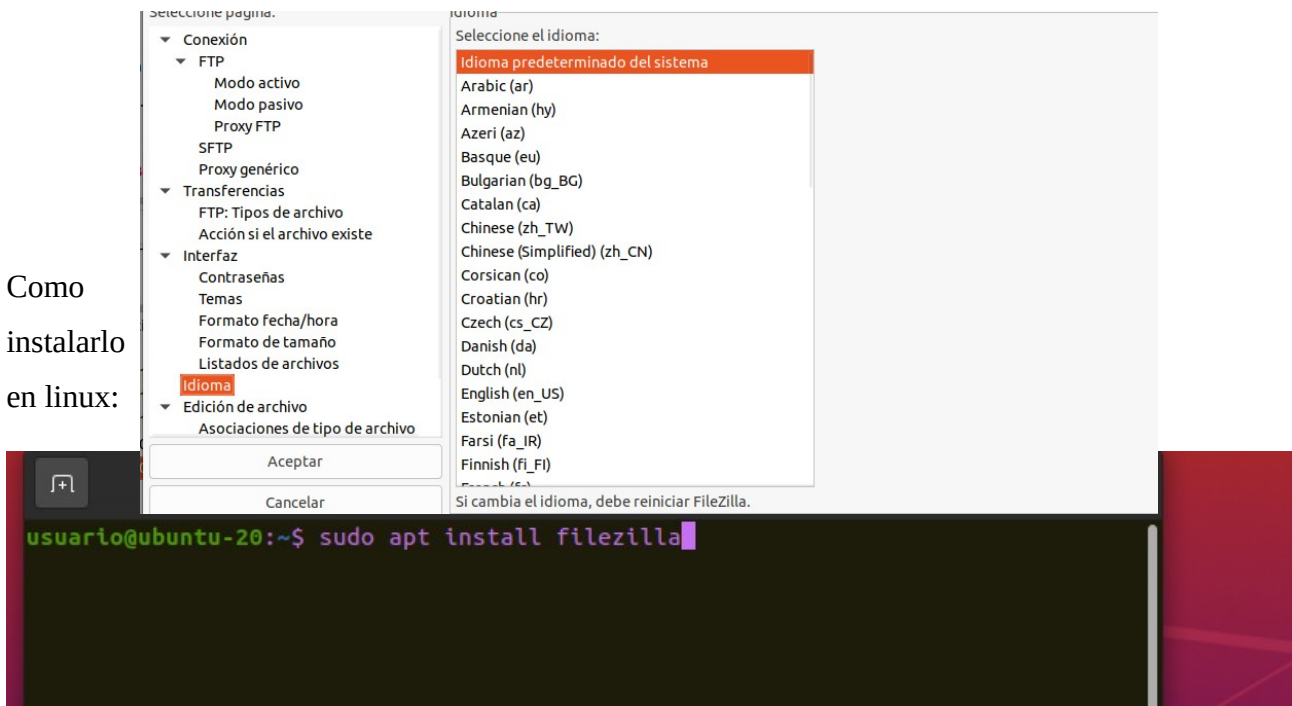 Seleccione página:
Conexión
FTP
Modo activo
Modo pasivo
Proxy FTP
SFTP
Proxy genérico
Transferencias
FTP: Tipos de archivo
Acción si el archivo existe
Interfaz
Contraseñas
Temas
Formato fecha/hora
Formato de tamaño
Listados de archivos
Idioma
Edición de archivo
Asociaciones de tipo de archivo
Aceptar
Cancelar
Idioma
Seleccione el idioma:
Idioma predeterminado del sistema
Arabic (ar)
Armenian (hy)
Azeri (az)
Basque (eu)
Bulgarian (bg_BG)
Catalan (ca)
Chinese (zh_TW)
Chinese (Simplified) (zh_CN)
Corsican (co)
Croatian (hr)
Czech (cs_CZ)
Danish (da)
Dutch (nl)
English (en_US)
Estonian (et)
Farsi (fa_IR)
Finnish (fi_FI)
Si cambia el idioma, debe reiniciar FileZilla.
Como
instalarlo
en linux:
usuario@ubuntu-20:~$ sudo apt install filezilla